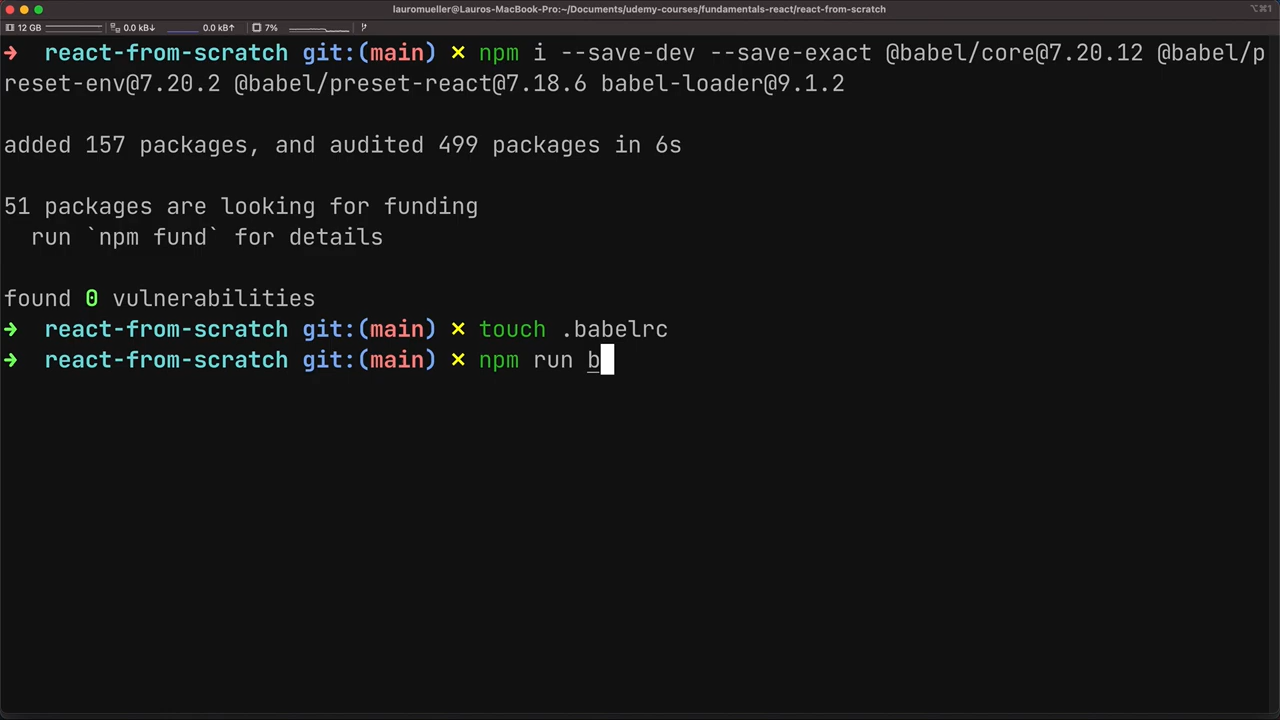 lauromueller@Lauros-MacBook-Pro:~/Documents/udemy-courses/fundamentals-react/react-from-scratch
⌥⌘1
12 GB 0.0 kB↓ 0.0 kB↑ 7%
→ react-from-scratch git:(main) × npm i --save-dev --save-exact @babel/core@7.20.12 @babel/p
reset-env@7.20.2 @babel/preset-react@7.18.6 babel-loader@9.1.2
added 157 packages, and audited 499 packages in 6s
51 packages are looking for funding
run `npm fund` for details
found 0 vulnerabilities
→ react-from-scratch git:(main) × touch .babelrc
→ react-from-scratch git:(main) × npm run b